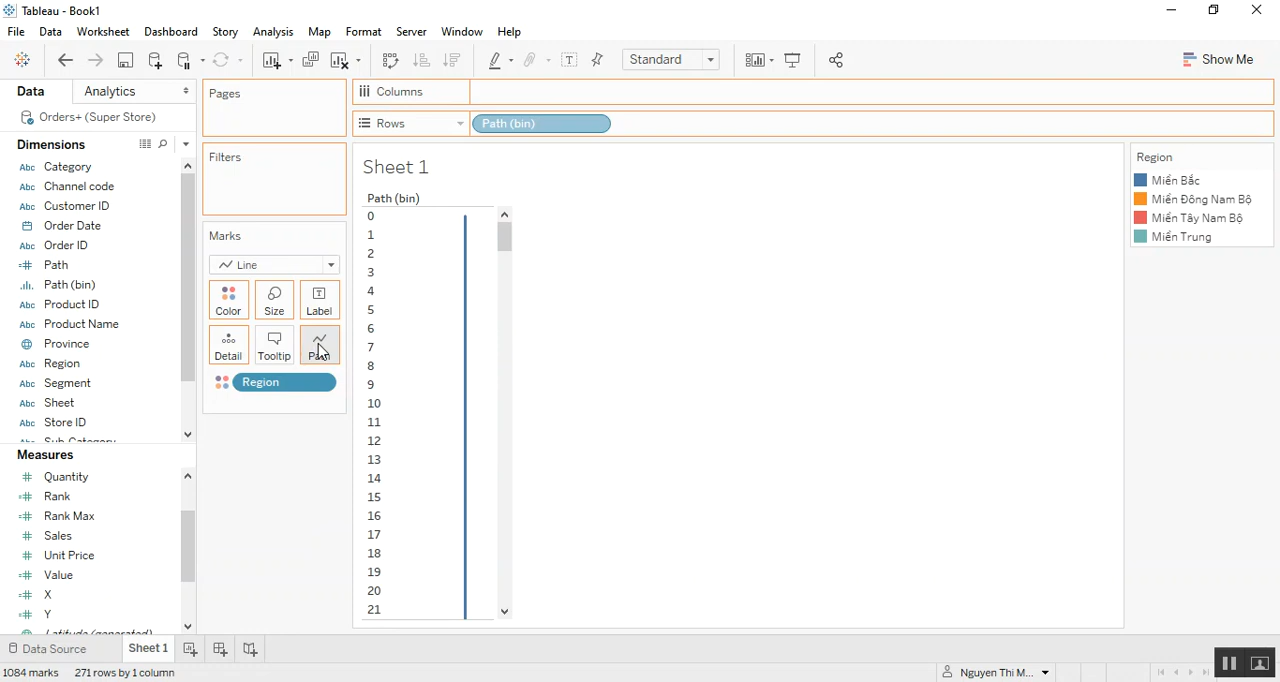 Tableau - Book1
File Data Worksheet Dashboard Story Analysis Map Format Server Window Help
Standard
Show Me
Data Analytics
Orders+ (Super Store)
Dimensions
Abc Category
Abc Channel code
Abc Customer ID
Order Date
Abc Order ID
Path
Path (bin)
Abc Product ID
Abc Product Name
Province
Abc Region
Abc Segment
Abc Sheet
Abc Store ID
Abc Sub-Category
Measures
Quantity
Rank
Rank Max
Sales
Unit Price
Value
X
Y
Latitude (generated)
Pages
Filters
Marks
Line
Color Size Label
Detail Tooltip Path
Region
Columns
Rows Path (bin)
Sheet 1
Path (bin)
0
1
2
3
4
5
6
7
8
9
10
11
12
13
14
15
16
17
18
19
20
21
Region
Miền Bắc
Miền Đông Nam Bộ
Miền Tây Nam Bộ
Miền Trung
Data Source Sheet 1
1084 marks 271 rows by 1 column
Nguyen Thi M...